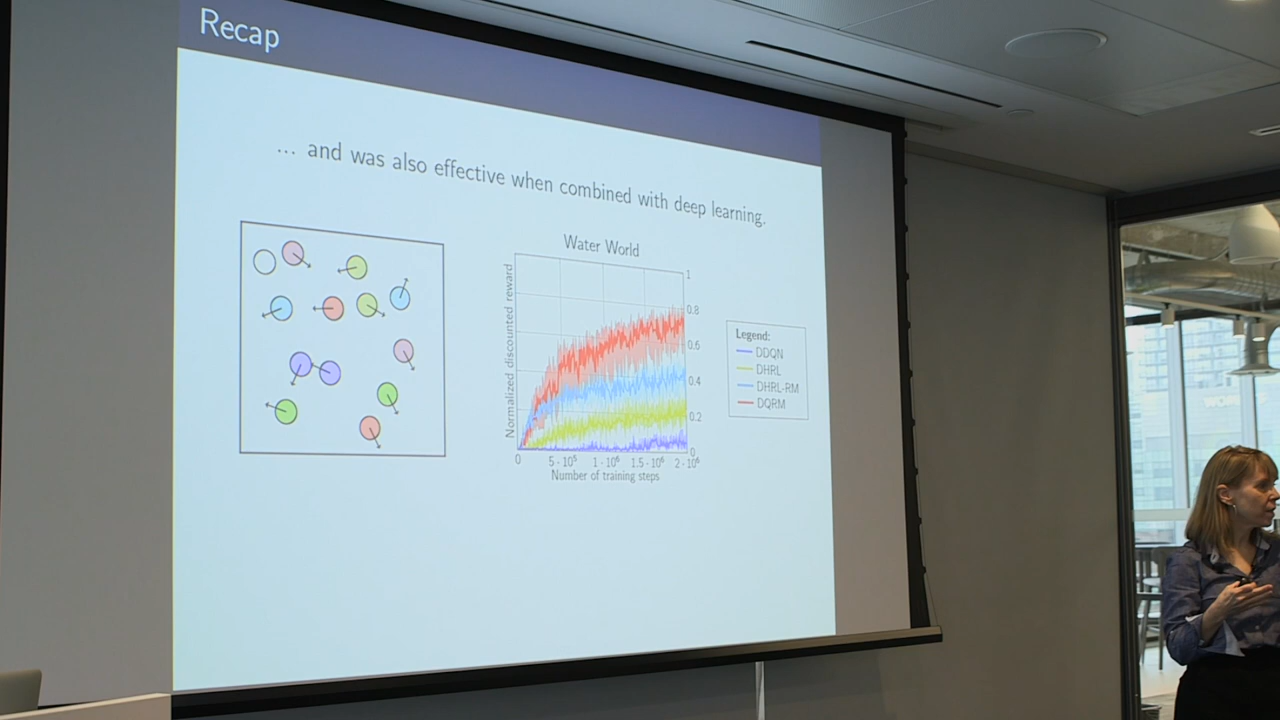 Recap
... and was also effective when combined with deep learning.
Water World
Normalized discounted reward
1
0.8
0.6
0.4
0.2
0
0
5 · 10⁵
1 · 10⁶
1.5 · 10⁶
2 · 10⁶
Number of training steps
Legend:
DDQN
DHRL
DHRL-RM
DQRM